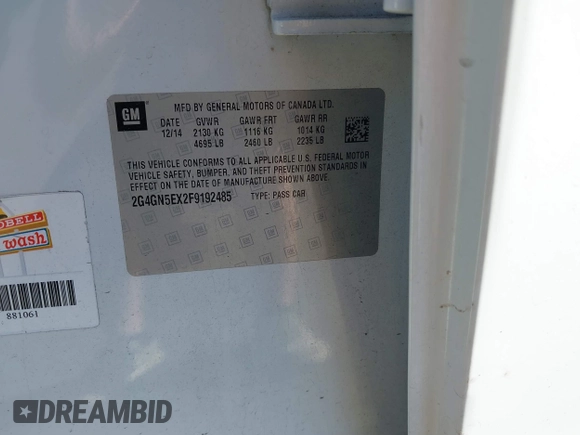 GM
MFD BY GENERAL MOTORS OF CANADA LTD.
DATE GVWR GAWR FRT GAWR RR
12/14 2130 KG 1116 KG 1014 KG
4695 LB 2460 LB 2235 LB
THIS VEHICLE CONFORMS TO ALL APPLICABLE U.S. FEDERAL MOTOR
VEHICLE SAFETY, BUMPER, AND THEFT PREVENTION STANDARDS IN
EFFECT ON THE DATE OF MANUFACTURE SHOWN ABOVE.
2G4GN5EX2F9192485 TYPE: PASS CAR
wash
881061
DREAMBID